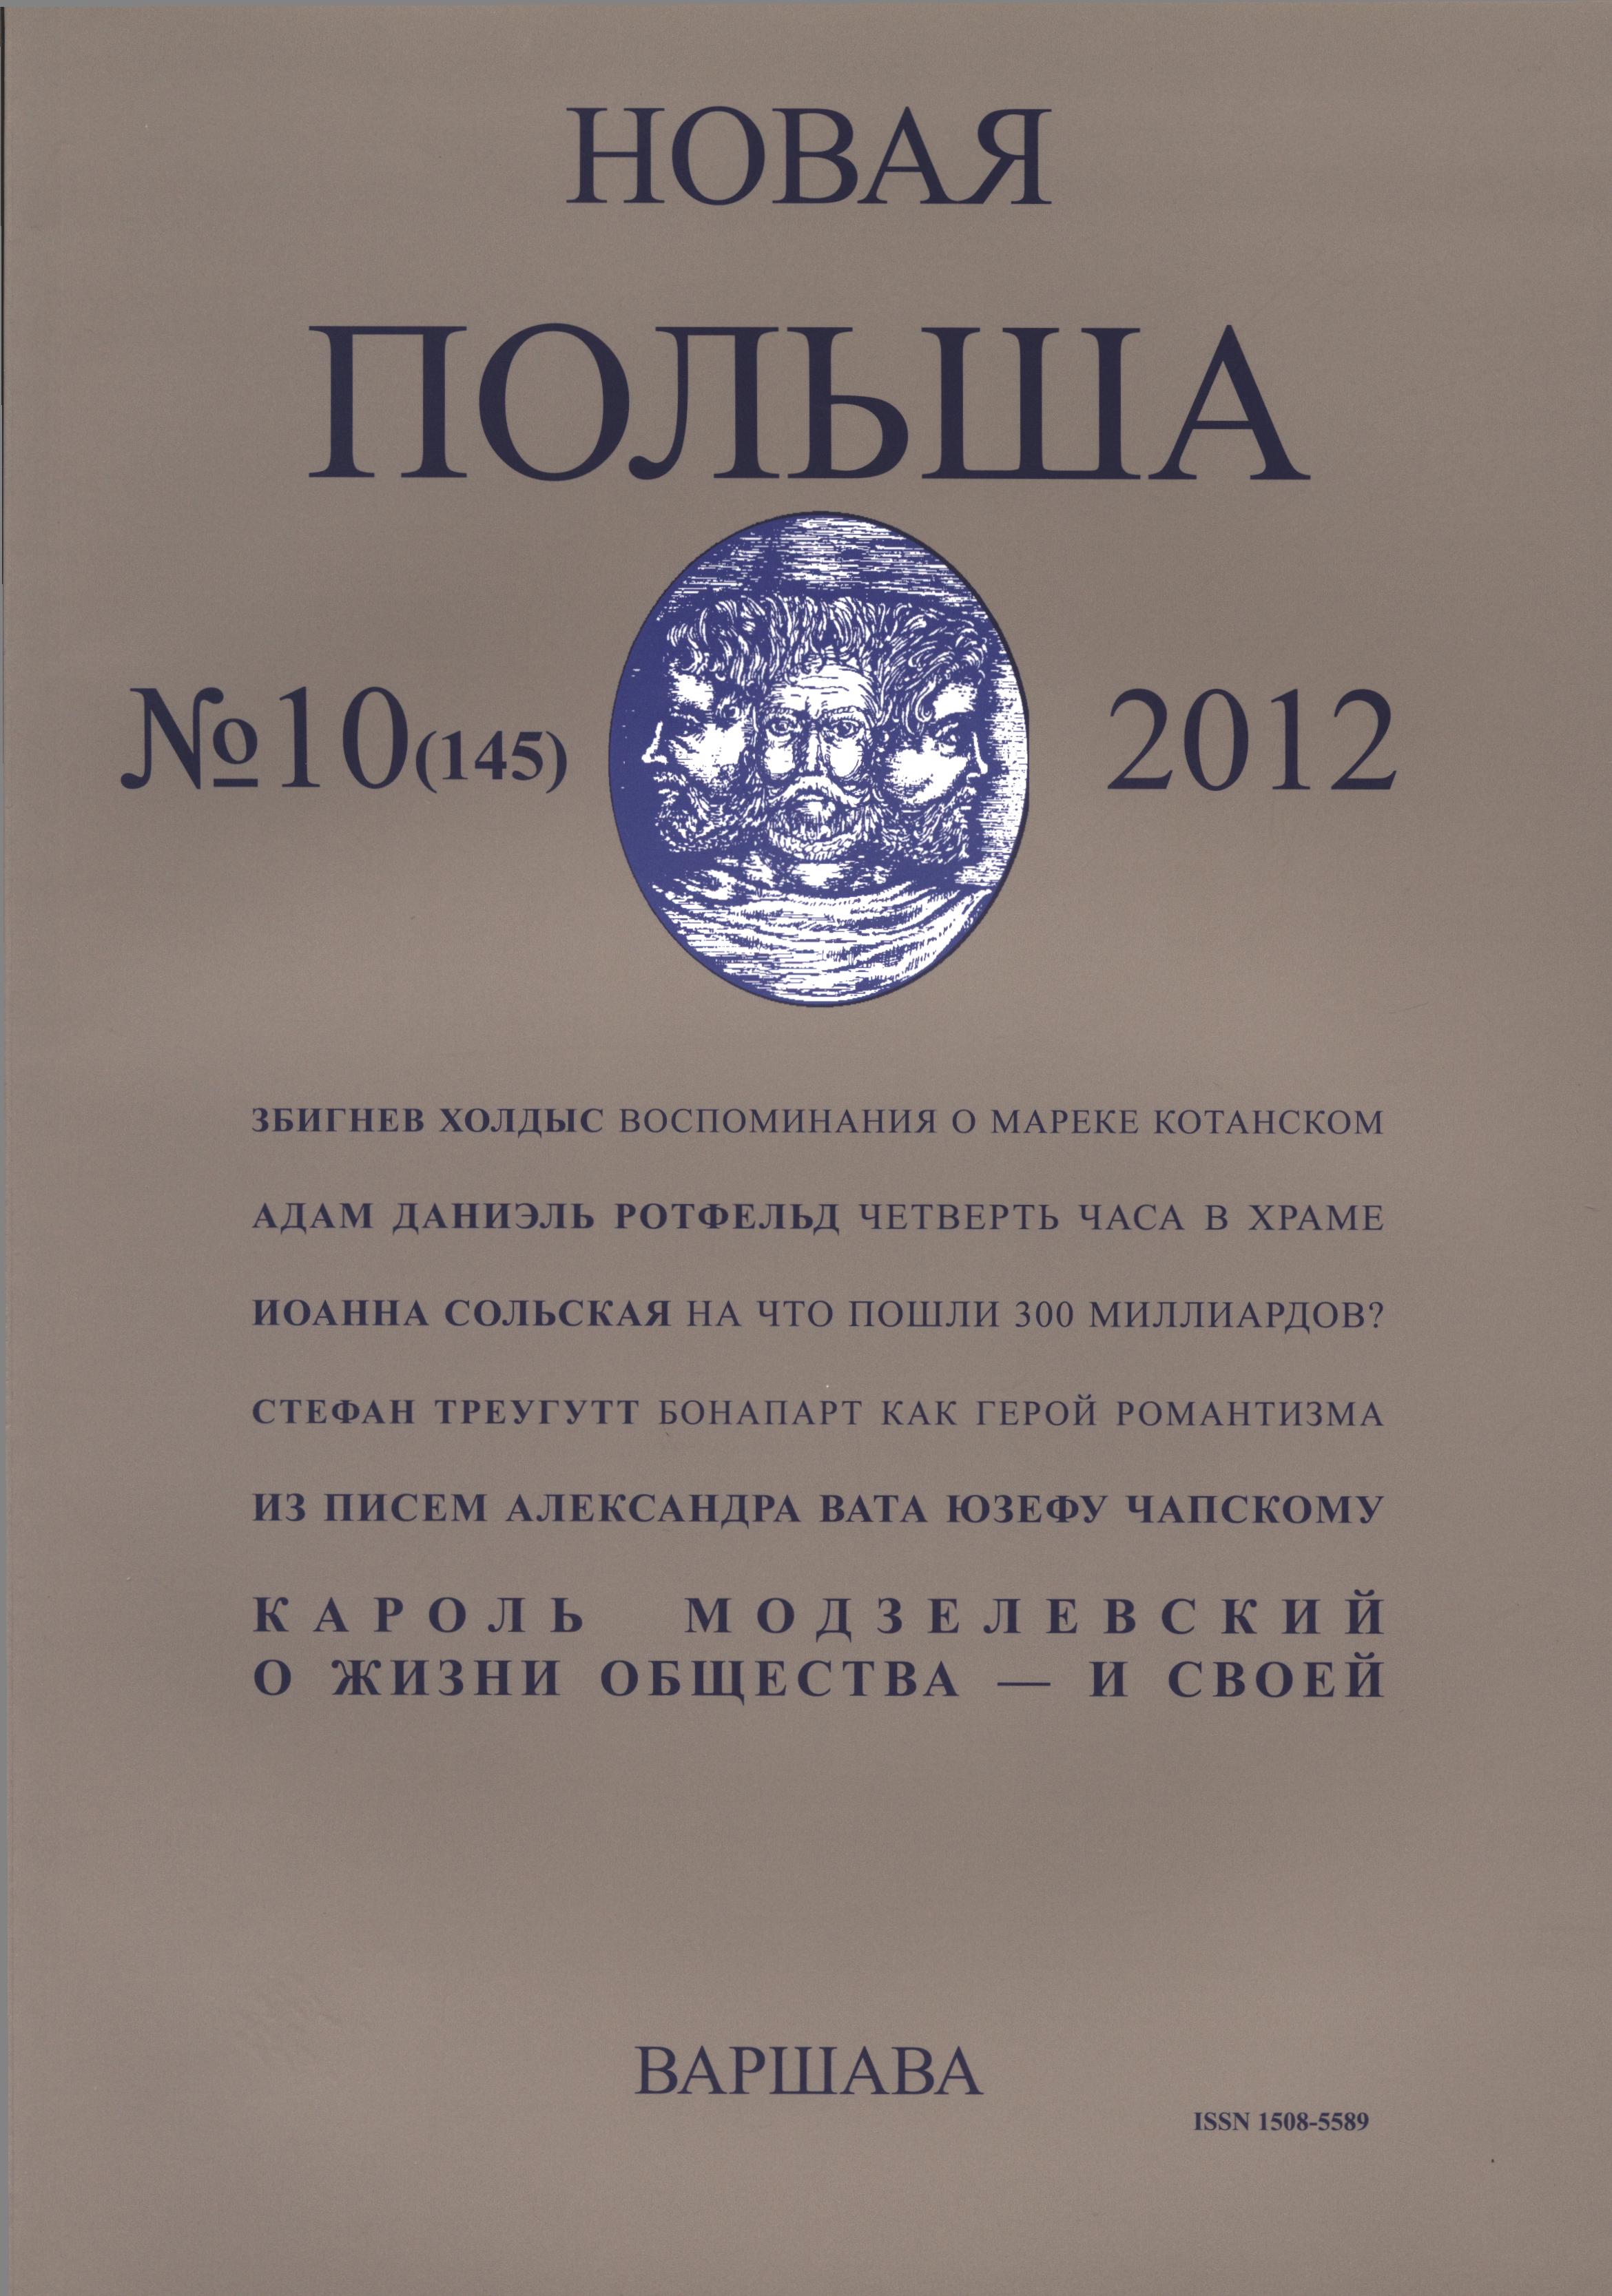 НОВАЯ
ПОЛЬША
№10(145) 2012
ЗБИГНЕВ ХОЛДЫС ВОСПОМИНАНИЯ О МАРЕКЕ КОТАНСКОМ
АДАМ ДАНИЭЛЬ РОТФЕЛЬД ЧЕТВЕРТЬ ЧАСА В ХРАМЕ
ИОАННА СОЛЬСКАЯ НА ЧТО ПОШЛИ 300 МИЛЛИАРДОВ?
СТЕФАН ТРЕУГУТТ БОНАПАРТ КАК ГЕРОЙ РОМАНТИЗМА
ИЗ ПИСЕМ АЛЕКСАНДРА ВАТА ЮЗЕФУ ЧАПСКОМУ
КАРОЛЬ МОДЗЕЛЕВСКИЙ
О ЖИЗНИ ОБЩЕСТВА — И СВОЕЙ
ВАРШАВА
ISSN 1508-5589